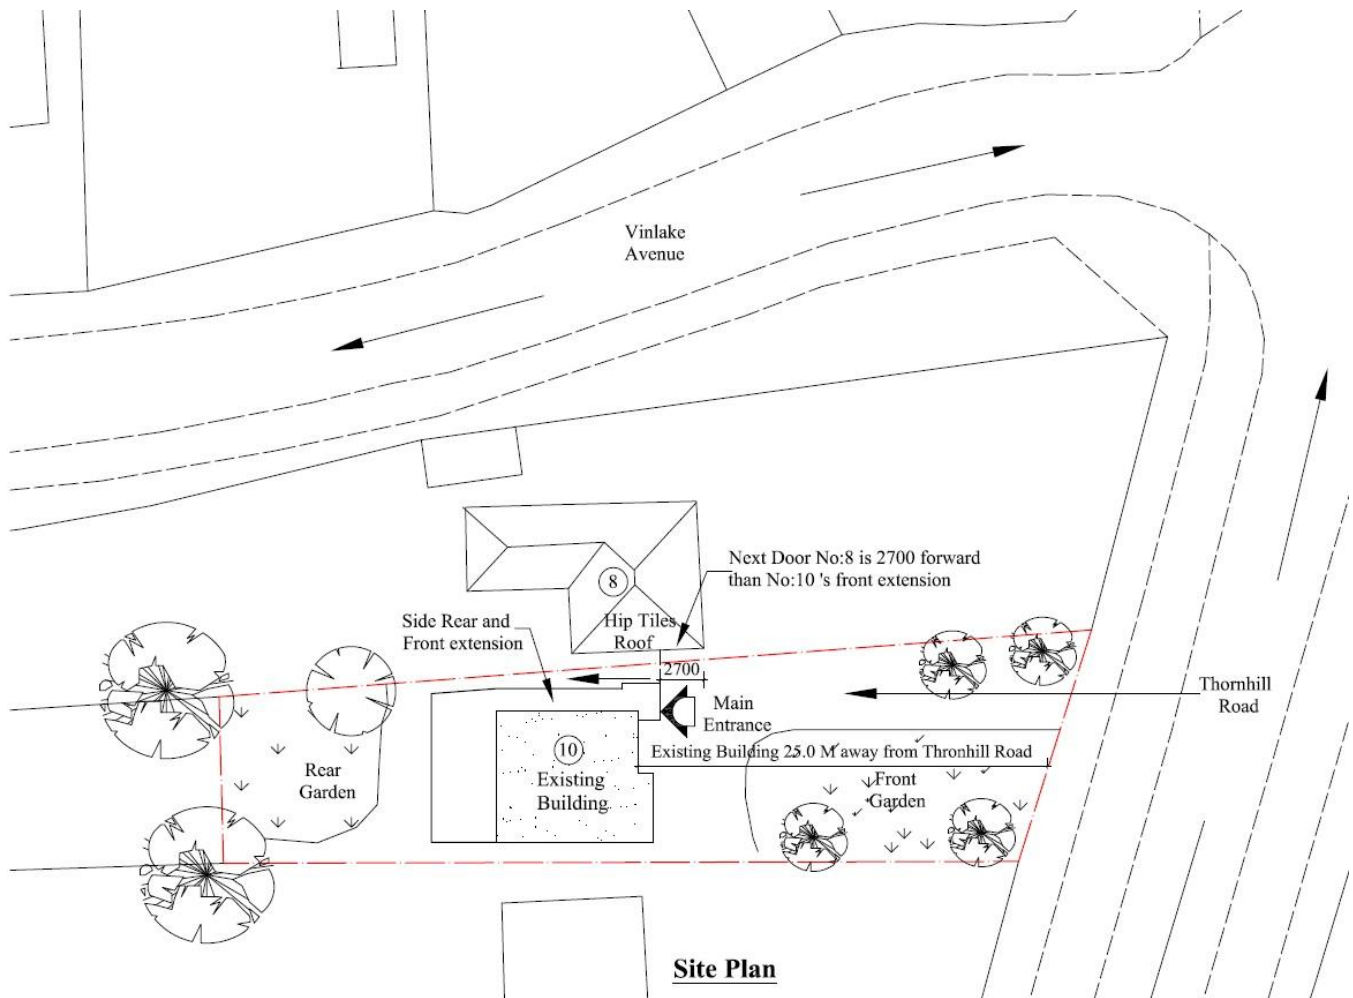 Vinlake
Avenue
Next Door No:8 is 2700 forward
than No:10 's front extension
8
Side Rear and
Front extension
Hip Tiles
Roof
2700
Main
Entrance
Thornhill
Road
10
Existing
Building
Existing Building 25.0 M away from Thronhill Road
Rear
Garden
Front
Garden
Site Plan